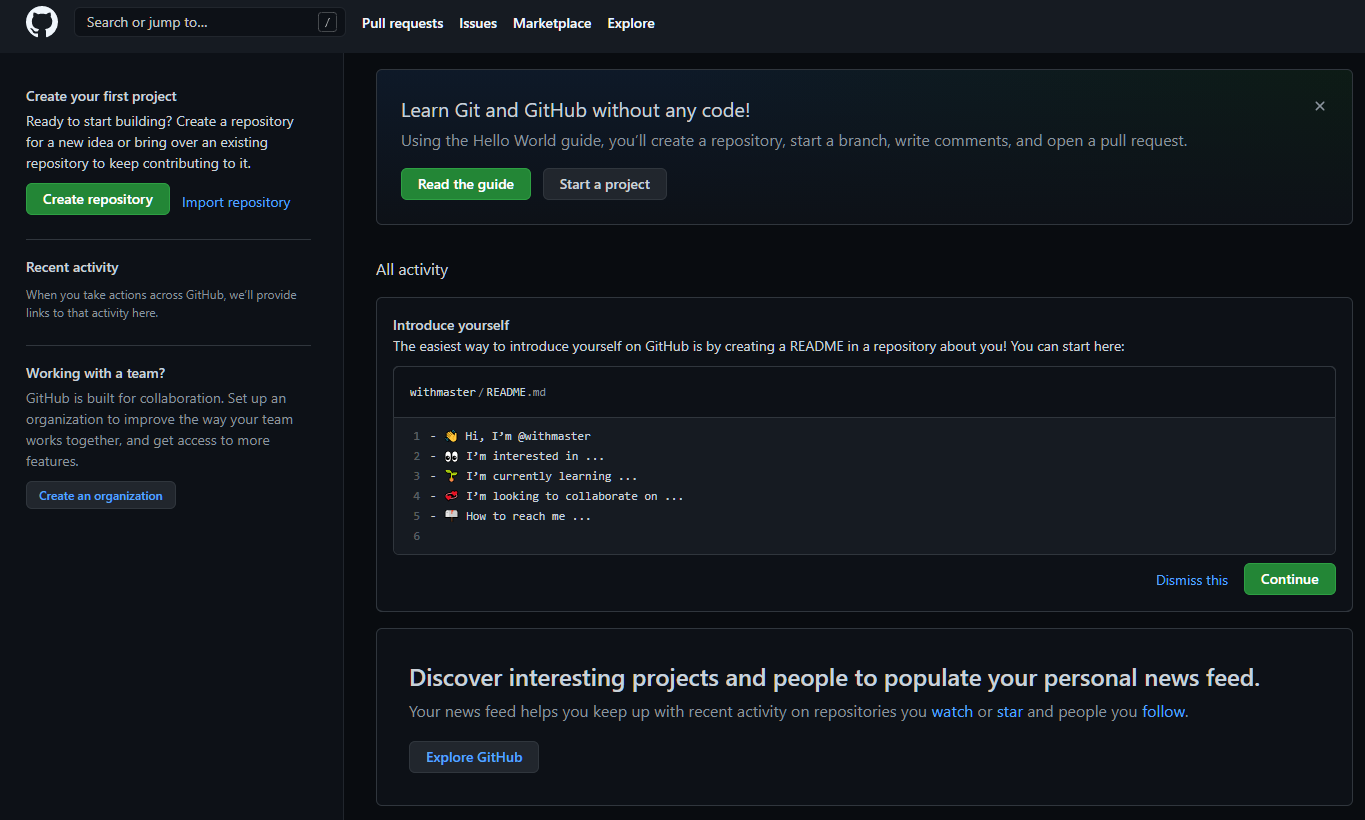 Search or jump to...
/
Pull requests
Issues
Marketplace
Explore
Create your first project
Ready to start building? Create a repository
for a new idea or bring over an existing
repository to keep contributing to it.
Create repository
Import repository
Recent activity
When you take actions across GitHub, we'll provide
links to that activity here.
Working with a team?
GitHub is built for collaboration. Set up an
organization to improve the way your team
works together, and get access to more
features.
Create an organization
Learn Git and GitHub without any code!
Using the Hello World guide, you'll create a repository, start a branch, write comments, and open a pull request.
Read the guide
Start a project
All activity
Introduce yourself
The easiest way to introduce yourself on GitHub is by creating a README in a repository about you! You can start here:
withmaster/README.md
1 - 👋 Hi, I'm @withmaster
2 - 👀 I'm interested in ...
3 - 🌱 I'm currently learning ...
4 - 💞️ I'm looking to collaborate on ...
5 - 📫 How to reach me ...
6
Dismiss this
Continue
Discover interesting projects and people to populate your personal news feed.
Your news feed helps you keep up with recent activity on repositories you watch or star and people you follow.
Explore GitHub